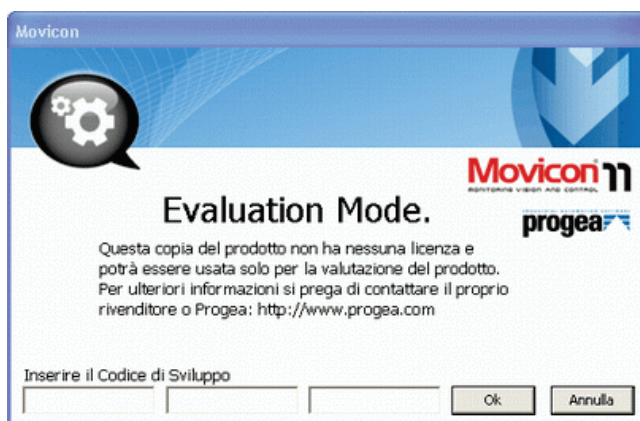 Movicon
Movicon 11
MONITORING VISION AND CONTROL
progea
Evaluation Mode.
Questa copia del prodotto non ha nessuna licenza e
potrà essere usata solo per la valutazione del prodotto.
Per ulteriori informazioni si prega di contattare il proprio
rivenditore o Progea: http://www.progea.com
Inserire il Codice di Sviluppo
Ok
Annulla